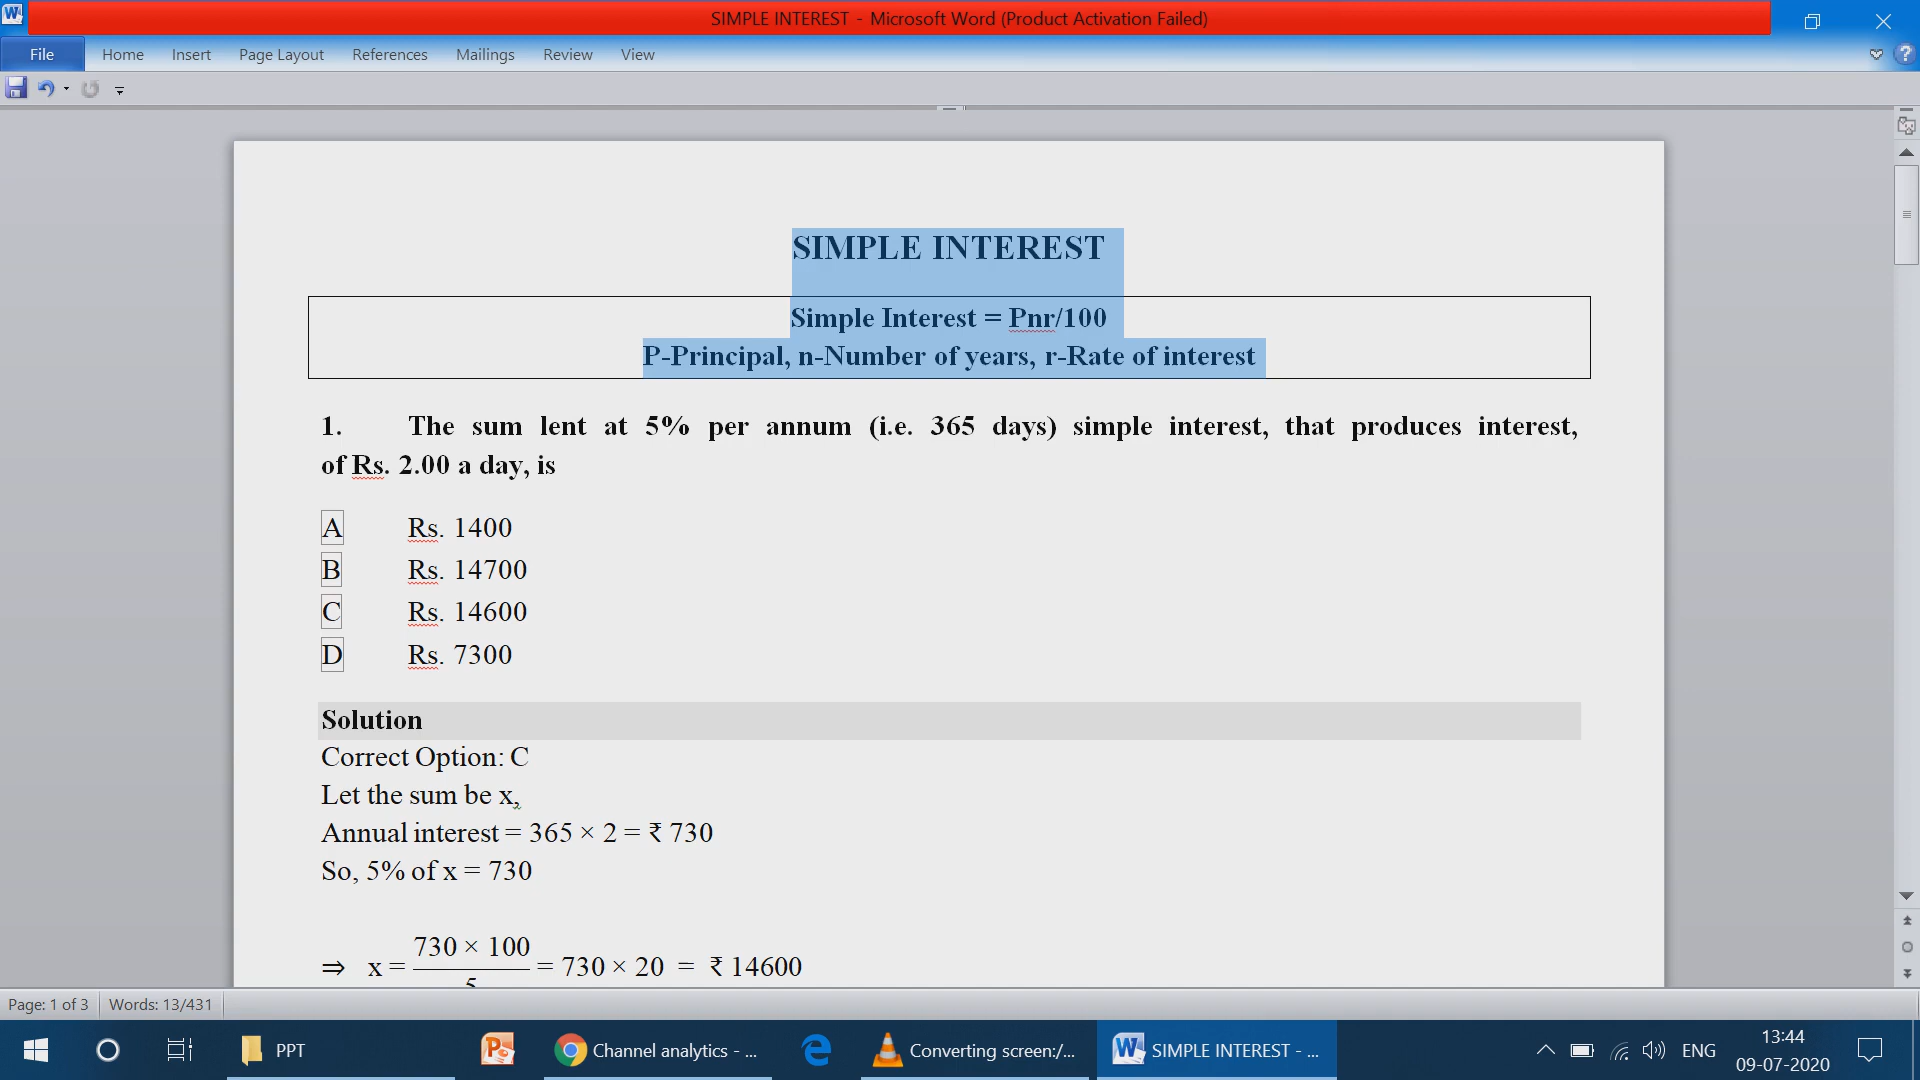 SIMPLE INTEREST - Microsoft Word (Product Activation Failed)
File Home Insert Page Layout References Mailings Review View
SIMPLE INTEREST
Simple Interest = Pnr/100
P-Principal, n-Number of years, r-Rate of interest
1. The sum lent at 5% per annum (i.e. 365 days) simple interest, that produces interest,
of Rs. 2.00 a day, is
A Rs. 1400
B Rs. 14700
C Rs. 14600
D Rs. 7300
Solution
Correct Option: C
Let the sum be x,
Annual interest = 365 × 2 = ₹ 730
So, 5% of x = 730
730 × 100
⇒ x = = 730 × 20 = ₹ 14600
5
Page: 1 of 3 Words: 13/431
PPT Channel analytics - ... Converting screen:/... SIMPLE INTEREST - ... ENG 13:44
09-07-2020